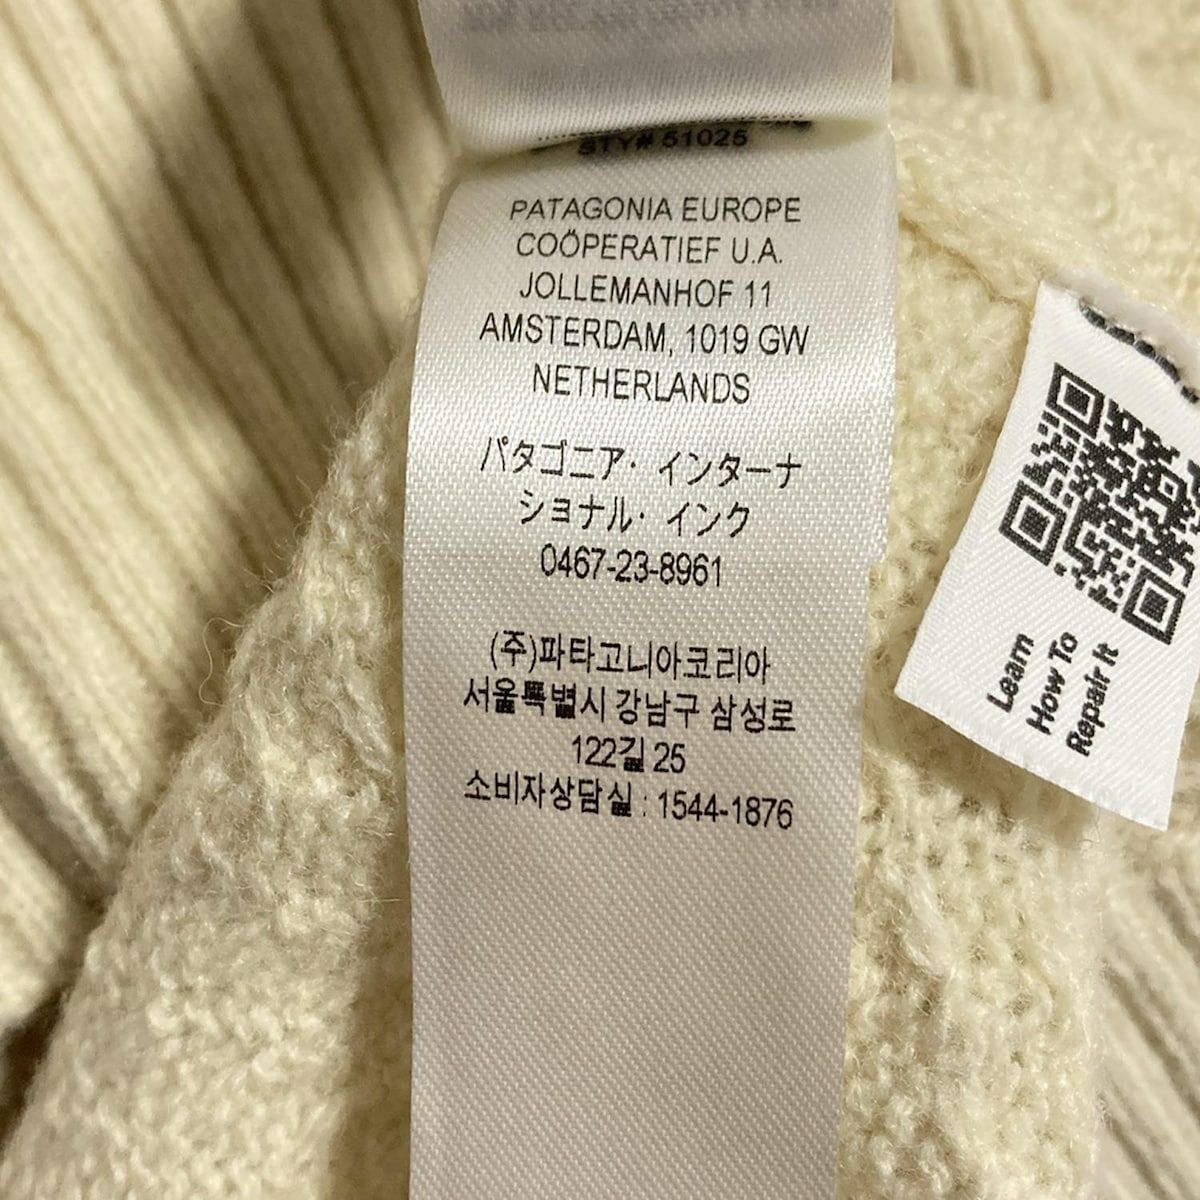 STY# 51025
PATAGONIA EUROPE
COÖPERATIEF U.A.
JOLLEMANHOF 11
AMSTERDAM, 1019 GW
NETHERLANDS
パタゴニア・インターナ
ショナル・インク
0467-23-8961
(주)파타고니아코리아
서울특별시 강남구 삼성로
122길 25
소비자상담실 : 1544-1876
Learn
How To
Repair It